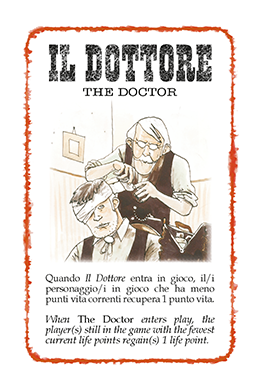 IL DOTTORE
THE DOCTOR
Quando Il Dottore entra in gioco, il/i
personaggio/i in gioco che ha meno
punti vita correnti recupera 1 punto vita.
When The Doctor enters play, the
player(s) still in the game with the fewest
current life points regain(s) 1 life point.